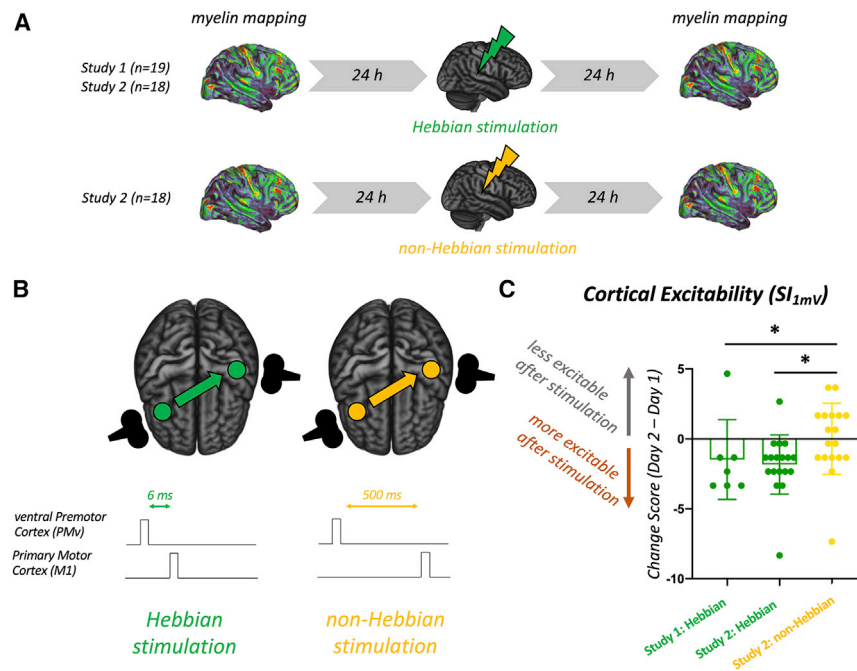 A
myelin mapping
myelin mapping
Study 1 (n=19)
Study 2 (n=18)
24 h
24 h
Hebbian stimulation
Study 2 (n=18)
24 h
24 h
non-Hebbian stimulation
B
6 ms
500 ms
ventral Premotor
Cortex (PMv)
Primary Motor
Cortex (M1)
Hebbian
stimulation
non-Hebbian
stimulation
C
Cortical Excitability (SI1mV)
*
*
less excitable
after stimulation
more excitable
after stimulation
Change Score (Day 2 – Day 1)
5
0
-5
-10
Study 1: Hebbian
Study 2: Hebbian
Study 2: non-Hebbian